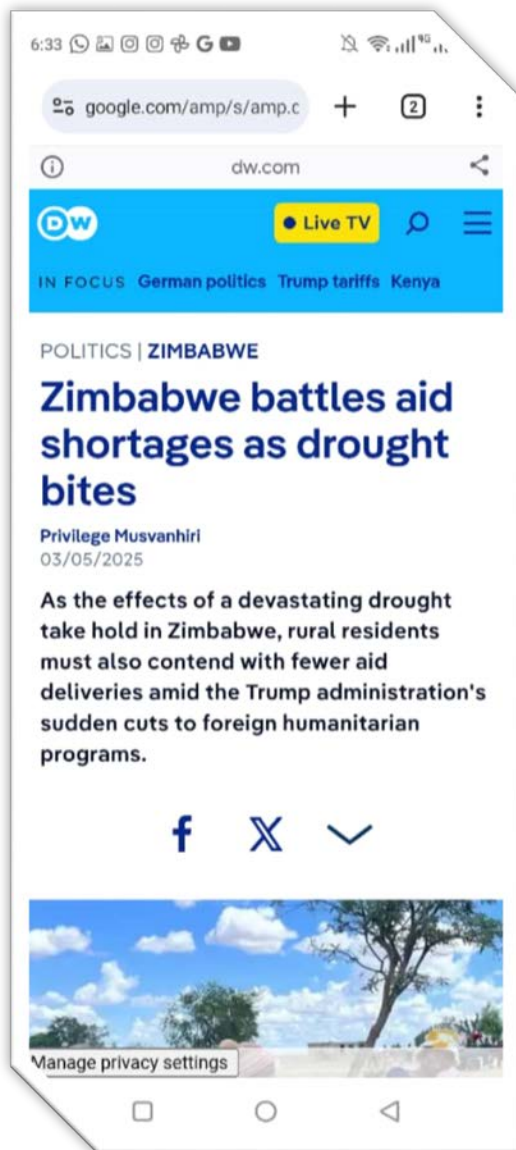 6:33
4G
google.com/amp/s/amp.c
2
dw.com
DW
Live TV
IN FOCUS German politics Trump tariffs Kenya
POLITICS | ZIMBABWE
Zimbabwe battles aid
shortages as drought
bites
Privilege Musvanhiri
03/05/2025
As the effects of a devastating drought
take hold in Zimbabwe, rural residents
must also contend with fewer aid
deliveries amid the Trump administration's
sudden cuts to foreign humanitarian
programs.
Manage privacy settings